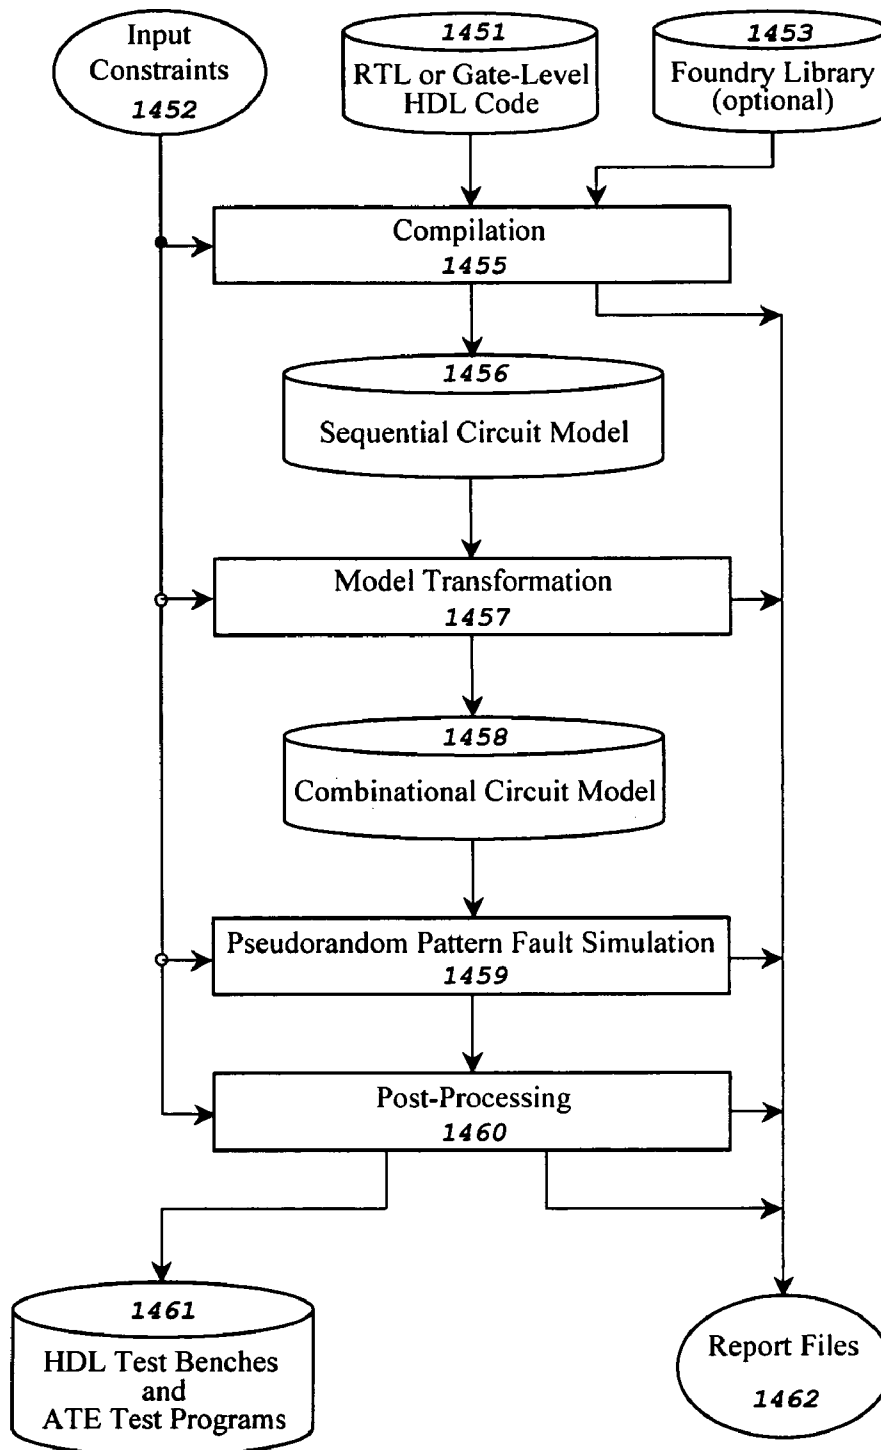 Input
Constraints
1452
1451
RTL or Gate-Level
HDL Code
1453
Foundry Library
(optional)
Compilation
1455
1456
Sequential Circuit Model
Model Transformation
1457
1458
Combinational Circuit Model
Pseudorandom Pattern Fault Simulation
1459
Post-Processing
1460
1461
HDL Test Benches
and
ATE Test Programs
Report Files
1462